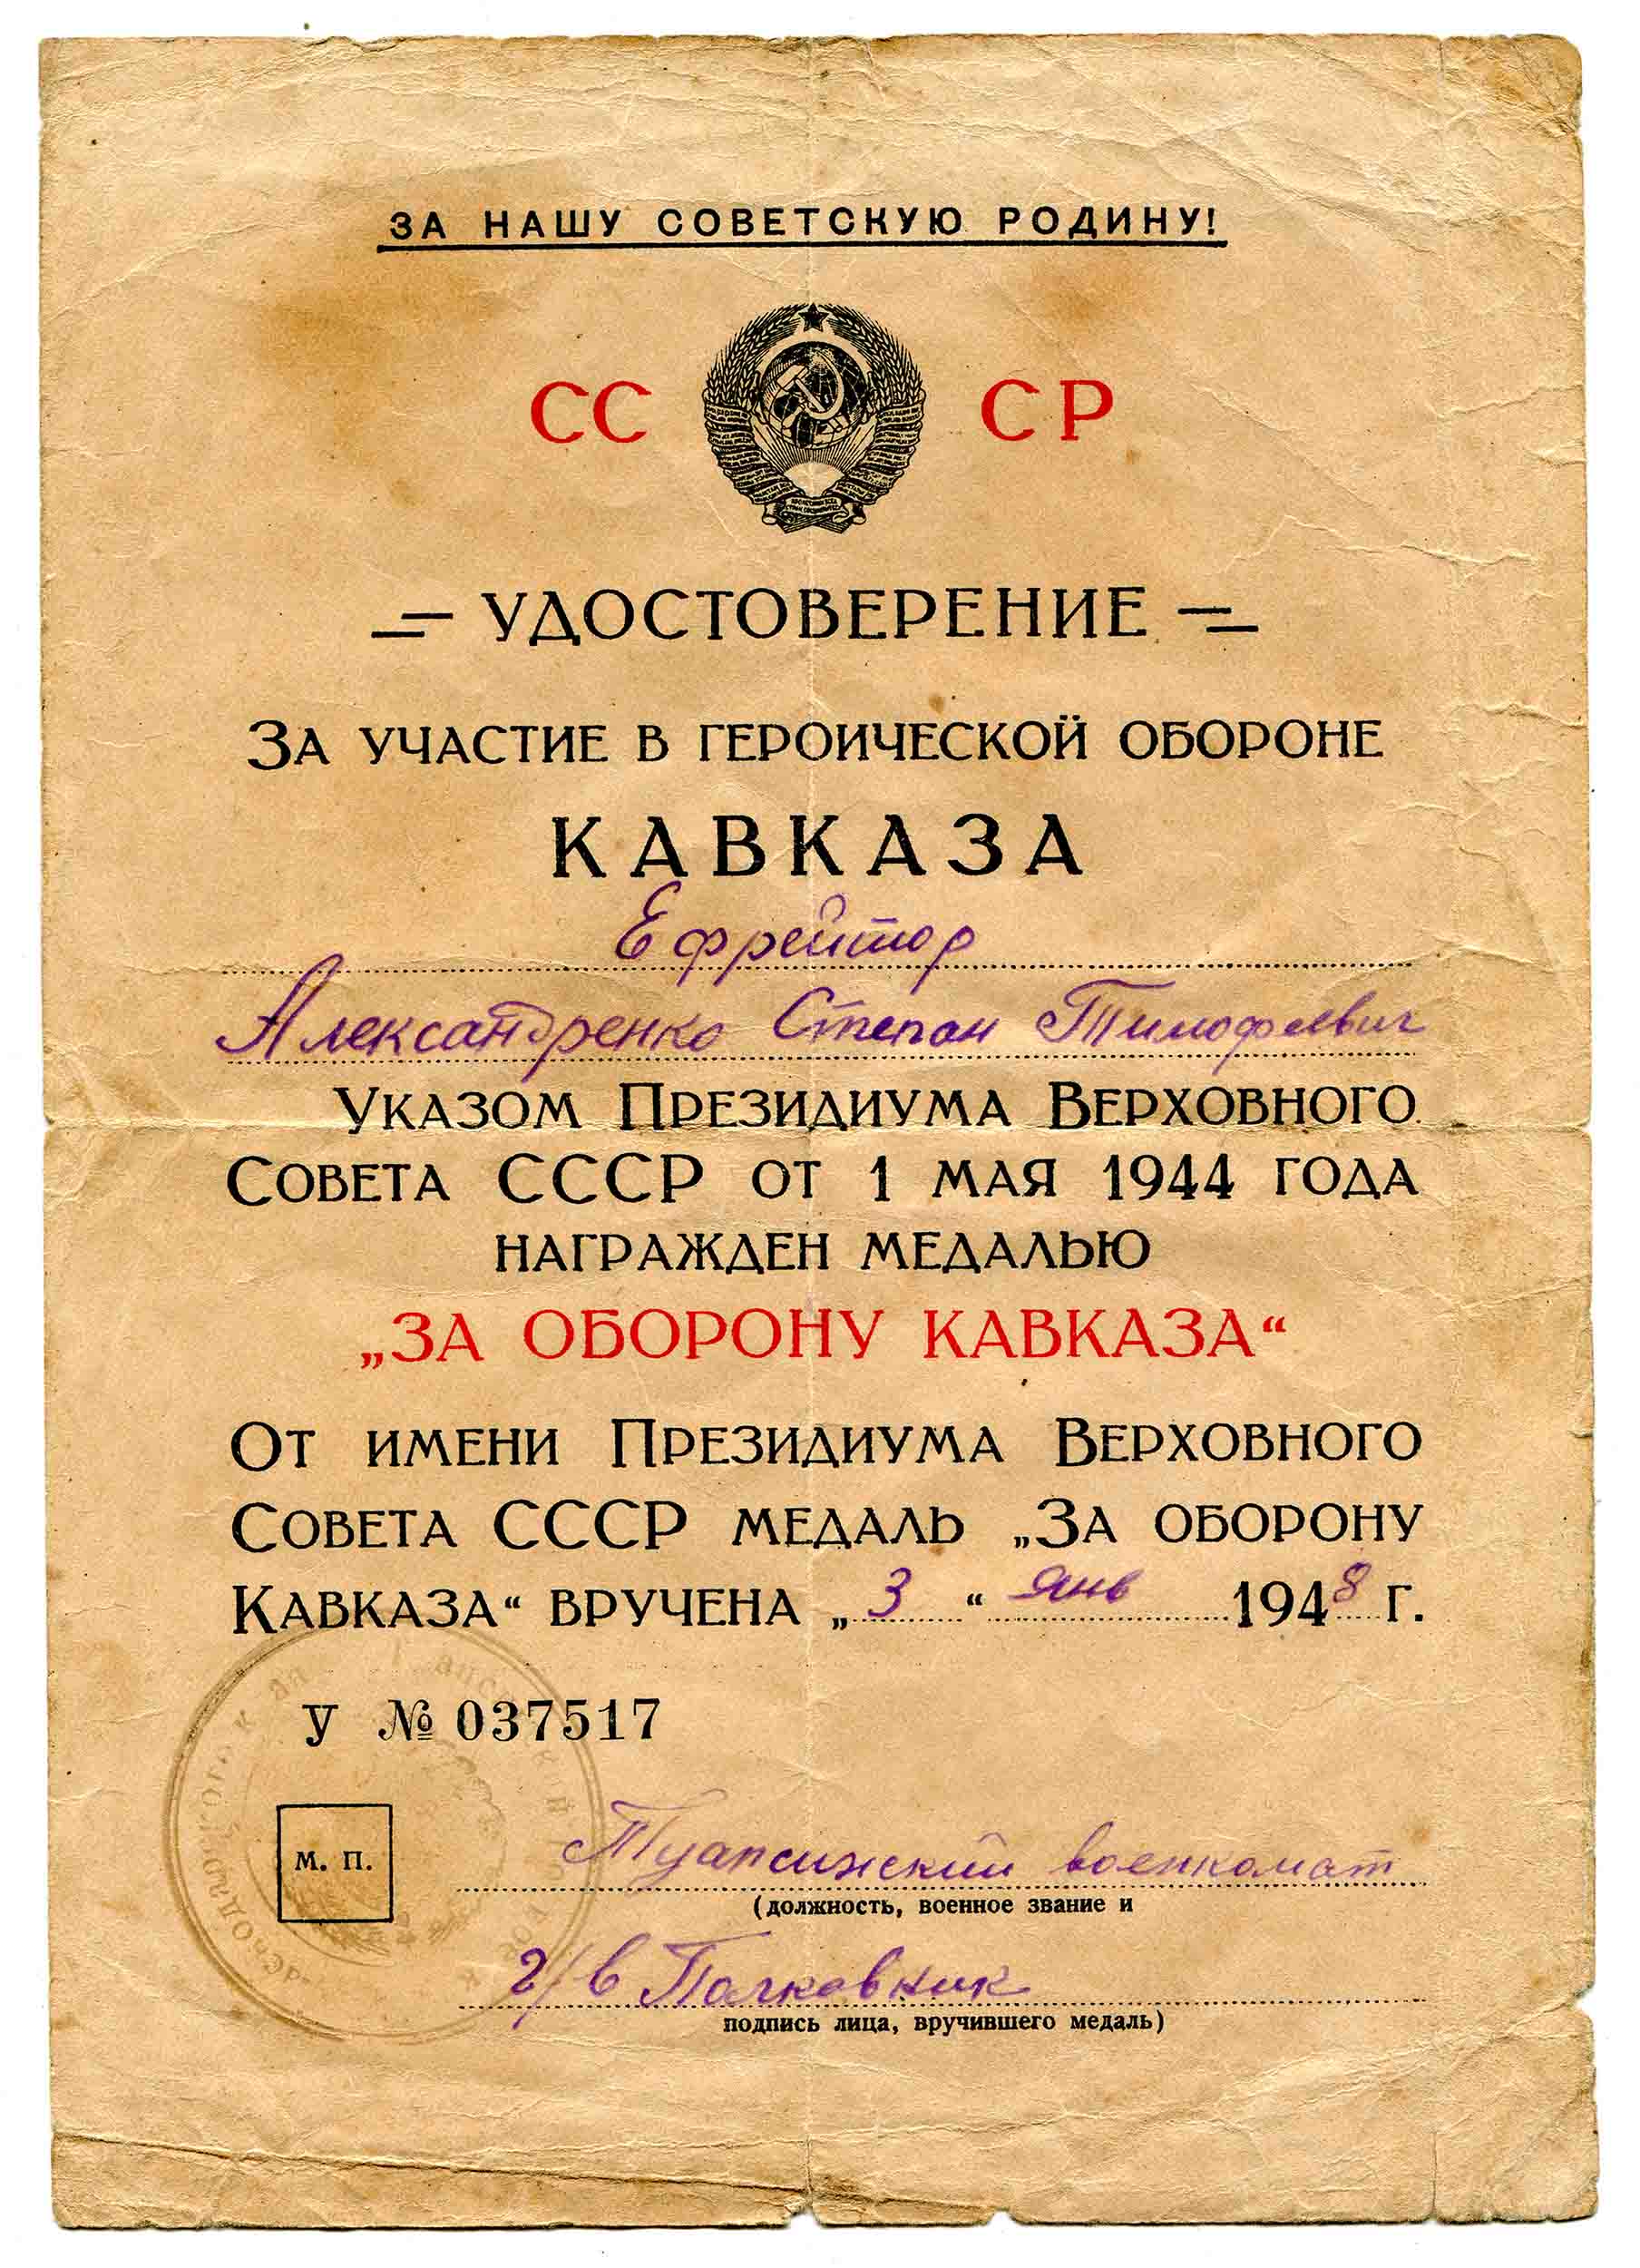 ЗА НАШУ СОВЕТСКУЮ РОДИНУ!
СС СР
УДОСТОВЕРЕНИЕ
ЗА УЧАСТИЕ В ГЕРОИЧЕСКОЙ ОБОРОНЕ
КАВКАЗА
Ефрейтор
Александренко Степан Тимофеевич
УКАЗОМ ПРЕЗИДИУМА ВЕРХОВНОГО
СОВЕТА СССР ОТ 1 МАЯ 1944 ГОДА
НАГРАЖДЕН МЕДАЛЬЮ
„ЗА ОБОРОНУ КАВКАЗА“
ОТ ИМЕНИ ПРЕЗИДИУМА ВЕРХОВНОГО
СОВЕТА СССР МЕДАЛЬ „ЗА ОБОРОНУ
КАВКАЗА“ ВРУЧЕНА „3“ янв 1948 Г.
У № 037517
М. П.
Туапсинский военкомат
(должность, военное звание и
г/в Полковник
подпись лица, вручившего медаль)